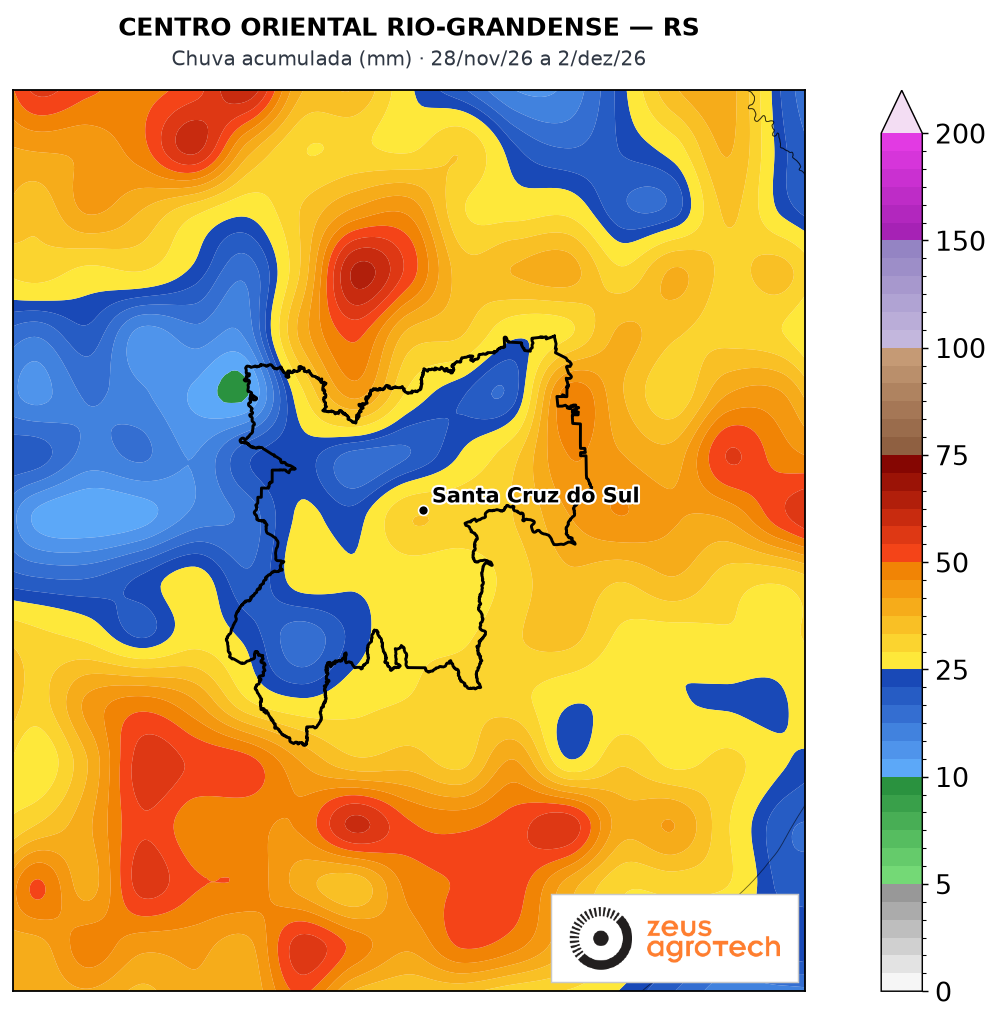 CENTRO ORIENTAL RIO-GRANDENSE — RS
Chuva acumulada (mm) · 28/nov/26 a 2/dez/26
200
150
100
75
50
25
10
5
0
Santa Cruz do Sul
zeus
agrotech